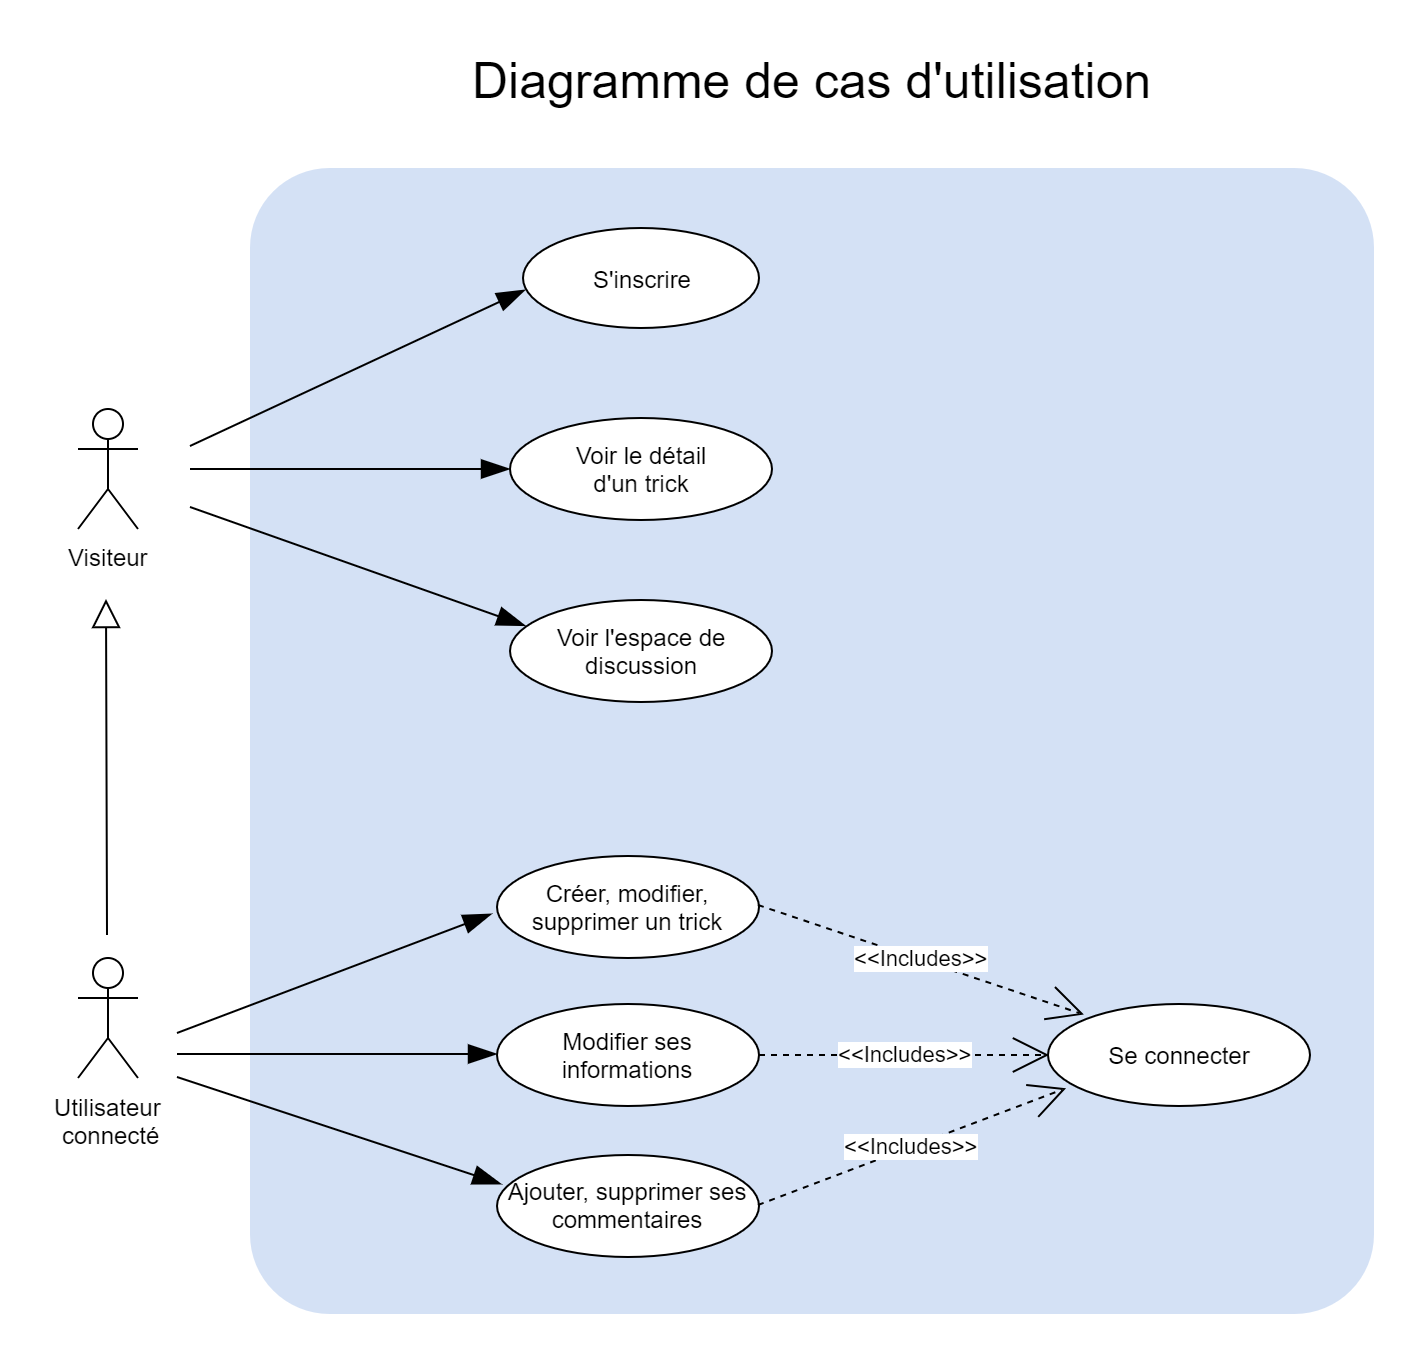 Diagramme de cas d'utilisation
S'inscrire
Voir le détail
d'un trick
Visiteur
Voir l'espace de
discussion
Créer, modifier,
supprimer un trick
<<Includes>>
Modifier ses
informations
<<Includes>>
Se connecter
Utilisateur
connecté
<<Includes>>
Ajouter, supprimer ses
commentaires